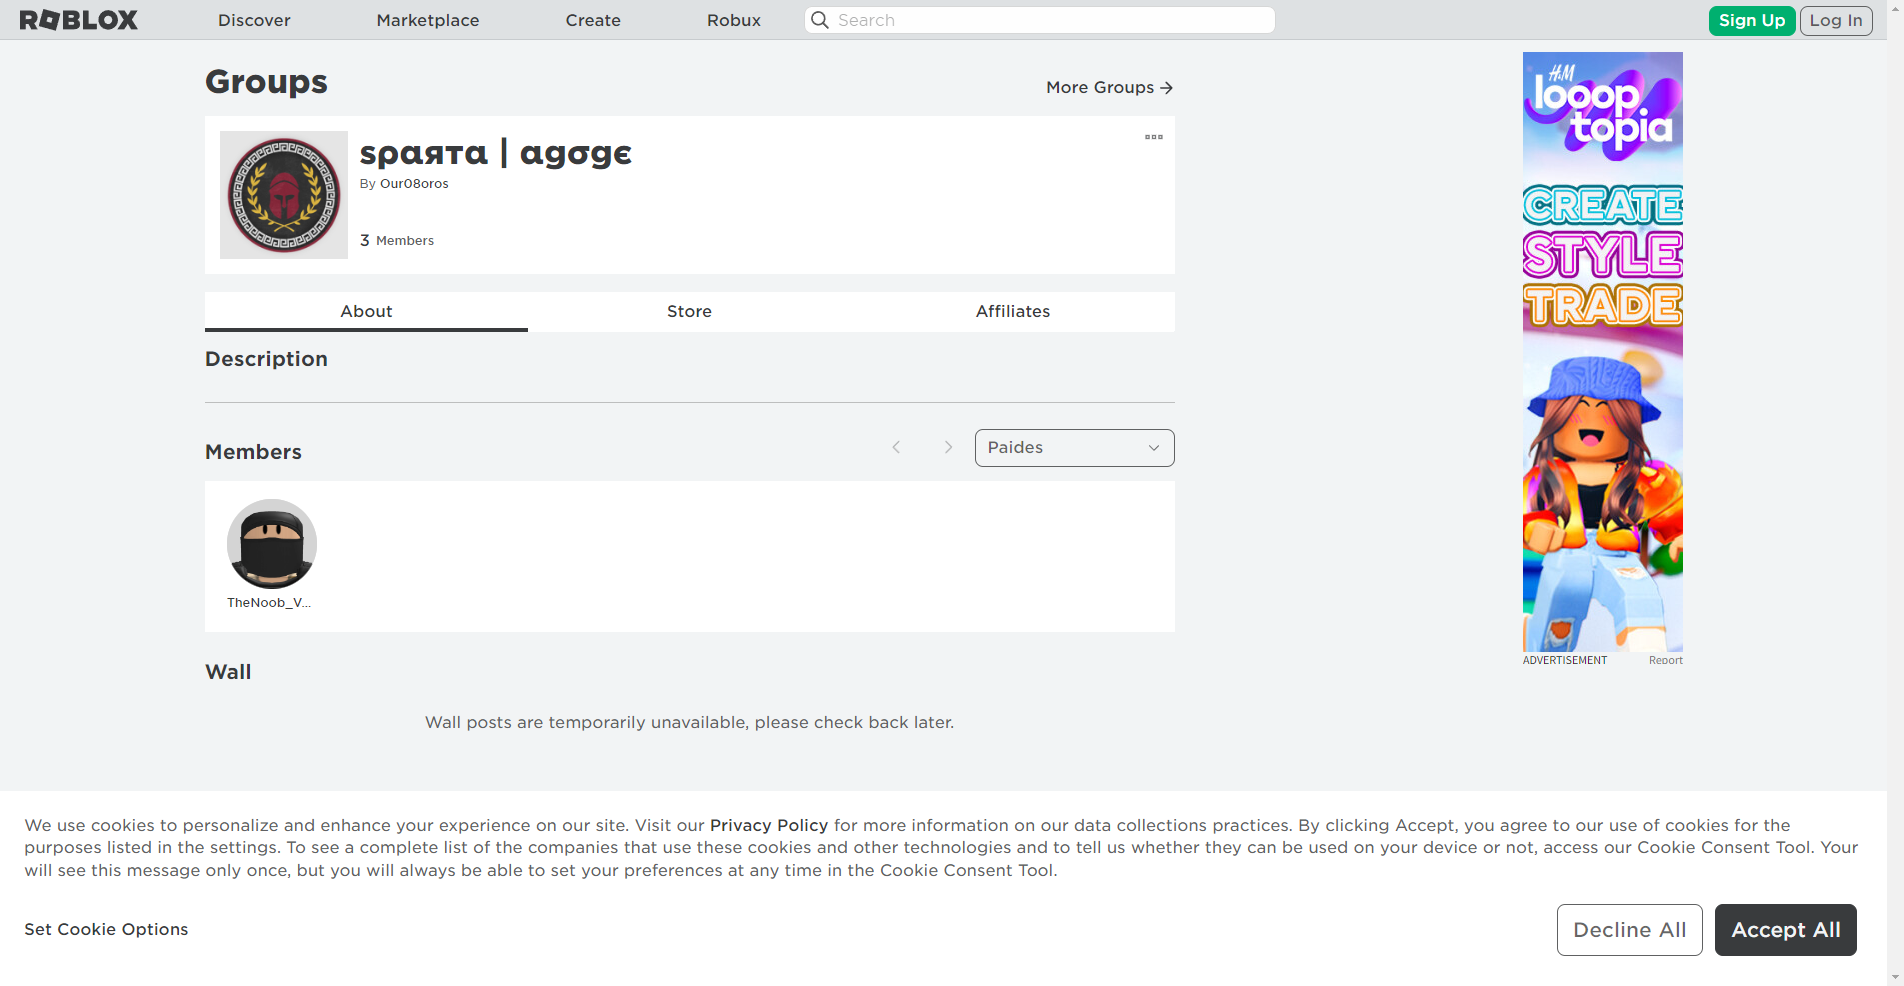 ROBLOX Discover Marketplace Create Robux Search Sign Up Log In
Groups
More Groups →
sραятα | αgσgє
By Our08oros
3 Members
About Store Affiliates
Description
Members
Paides
TheNoob_V...
Wall
Wall posts are temporarily unavailable, please check back later.
H&M
looop
topia
CREATE
STYLE
TRADE
ADVERTISEMENT Report
We use cookies to personalize and enhance your experience on our site. Visit our Privacy Policy for more information on our data collections practices. By clicking Accept, you agree to our use of cookies for the
purposes listed in the settings. To see a complete list of the companies that use these cookies and other technologies and to tell us whether they can be used on your device or not, access our Cookie Consent Tool. Your
will see this message only once, but you will always be able to set your preferences at any time in the Cookie Consent Tool.
Set Cookie Options
Decline All Accept All